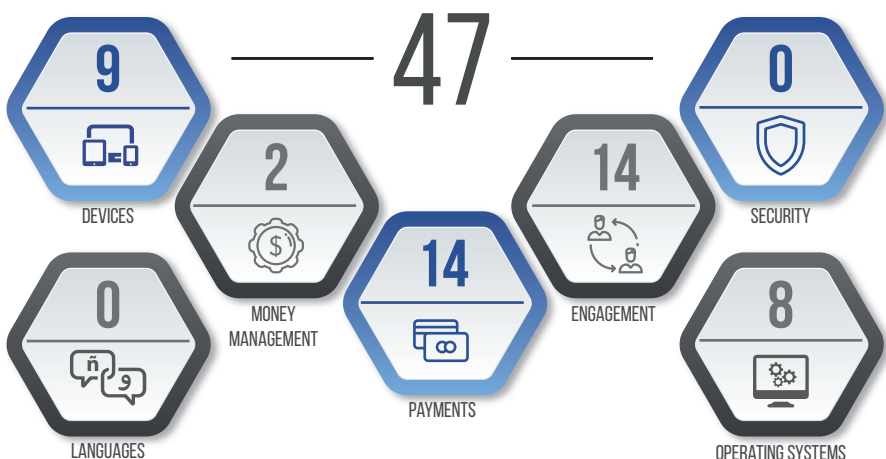 47
9
DEVICES
2
MONEY
MANAGEMENT
14
PAYMENTS
14
ENGAGEMENT
0
SECURITY
0
ñ
و
LANGUAGES
8
OPERATING SYSTEMS
$